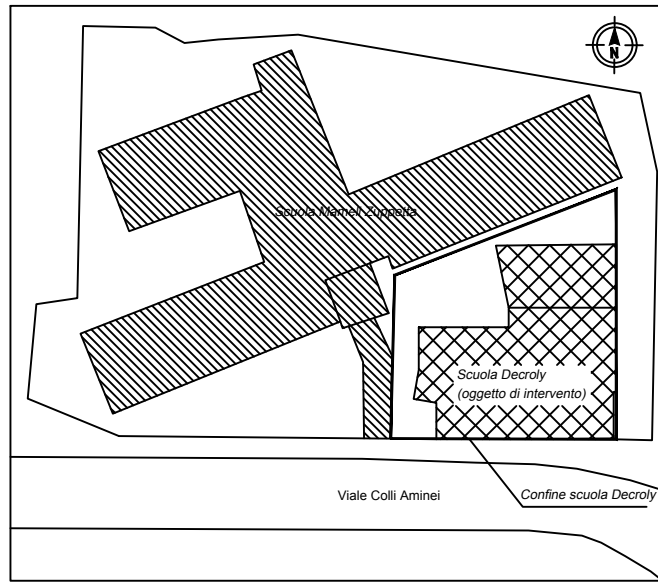 N
Scuola Mameli Zuppetta
Scuola Decroly
(oggetto di intervento)
Viale Colli Aminei
Confine scuola Decroly